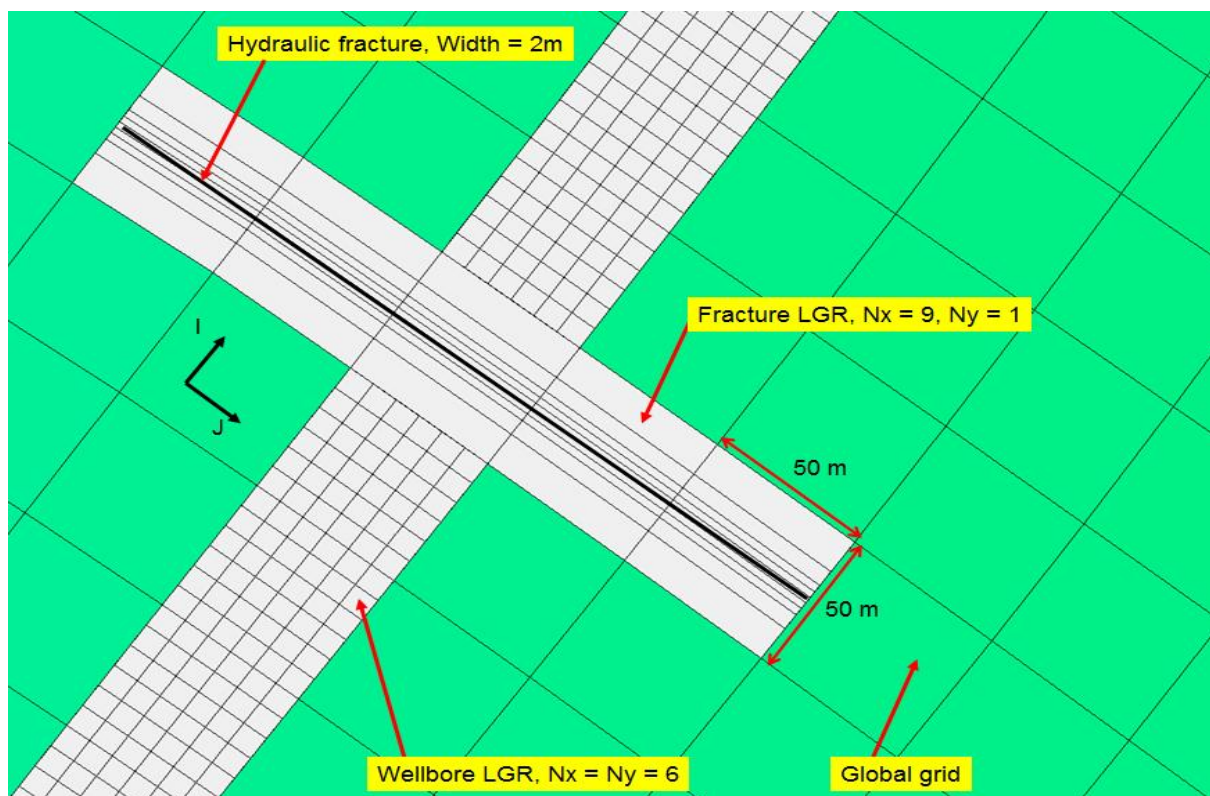 Hydraulic fracture, Width = 2m
Fracture LGR, Nx = 9, Ny = 1
I
J
50 m
50 m
Wellbore LGR, Nx = Ny = 6
Global grid